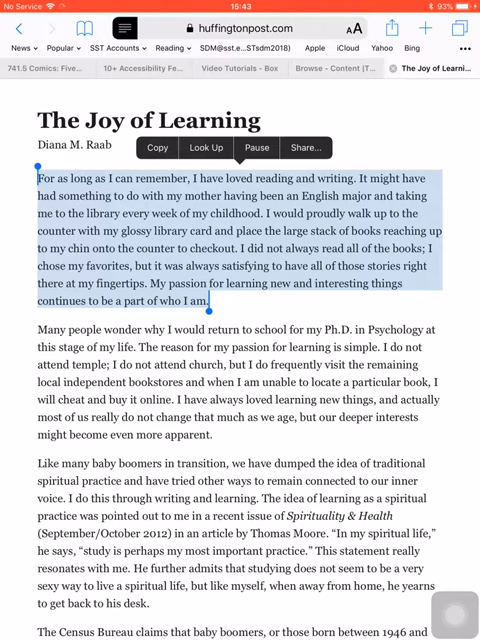 No Service
15:43
93%
huffingtonpost.com
AA
News
Popular
SST Accounts
Reading
SDM@sst.e...STsdm2018)
Apple
iCloud
Yahoo
Bing
741.5 Comics: Five...
10+ Accessibility Fe...
Video Tutorials - Box
Browse - Content |T...
The Joy of Learni...
The Joy of Learning
Diana M. Raab
Copy
Look Up
Pause
Share...
For as long as I can remember, I have loved reading and writing. It might have
had something to do with my mother having been an English major and taking
me to the library every week of my childhood. I would proudly walk up to the
counter with my glossy library card and place the large stack of books reaching up
to my chin onto the counter to checkout. I did not always read all of the books; I
chose my favorites, but it was always satisfying to have all of those stories right
there at my fingertips. My passion for learning new and interesting things
continues to be a part of who I am.
Many people wonder why I would return to school for my Ph.D. in Psychology at
this stage of my life. The reason for my passion for learning is simple. I do not
attend temple; I do not attend church, but I do frequently visit the remaining
local independent bookstores and when I am unable to locate a particular book, I
will cheat and buy it online. I have always loved learning new things, and actually
most of us really do not change that much as we age, but our deeper interests
might become even more apparent.
Like many baby boomers in transition, we have dumped the idea of traditional
spiritual practice and have tried other ways to remain connected to our inner
voice. I do this through writing and learning. The idea of learning as a spiritual
practice was pointed out to me in a recent issue of Spirituality & Health
(September/October 2012) in an article by Thomas Moore. “In my spiritual life,”
he says, “study is perhaps my most important practice.” This statement really
resonates with me. He further admits that studying does not seem to be a very
sexy way to live a spiritual life, but like myself, when away from home, he yearns
to get back to his desk.
The Census Bureau claims that baby boomers, or those born between 1946 and